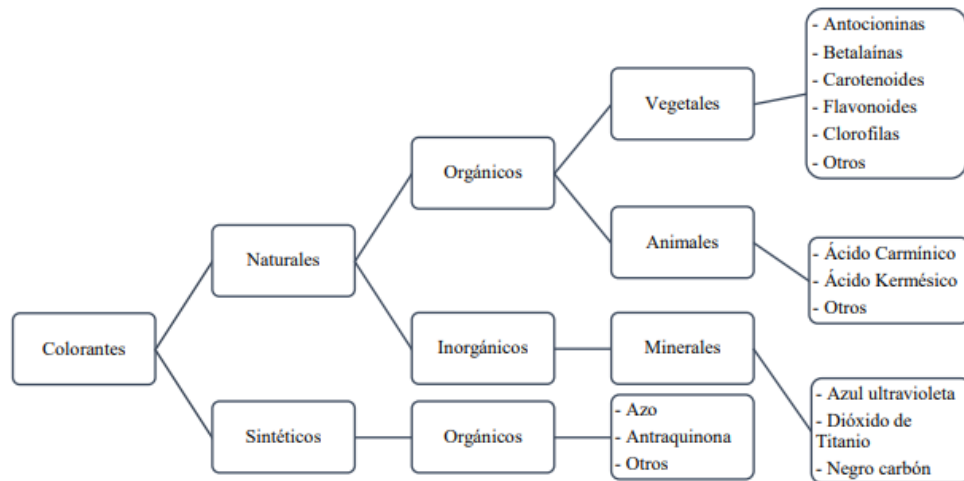 Colorantes
Naturales
Orgánicos
Vegetales
- Antocioninas
- Betalaínas
- Carotenoides
- Flavonoides
- Clorofilas
- Otros
Animales
- Ácido Carmínico
- Ácido Kermésico
- Otros
Inorgánicos
Minerales
- Azul ultravioleta
- Dióxido de
Titanio
- Negro carbón
Sintéticos
Orgánicos
- Azo
- Antraquinona
- Otros